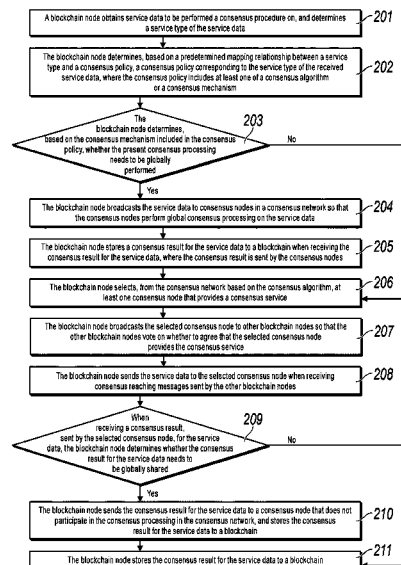 A blockchain node obtains service data to be performed a consensus procedure on, and determines
a service type of the service data
201
The blockchain node determines, based on a predetermined mapping relationship between a service
type and a consensus policy, a consensus policy corresponding to the service type of the received
service data, where the consensus policy includes at least one of a consensus algorithm
or a consensus mechanism
202
The
blockchain node determines,
based on the consensus mechanism included in the consensus
policy, whether the present consensus processing
needs to be globally
performed
203
No
Yes
The blockchain node broadcasts the service data to consensus nodes in a consensus network so that
the consensus nodes perform global consensus processing on the service data
204
The blockchain node stores a consensus result for the service data to a blockchain when receiving the
consensus result for the service data, where the consensus result is sent by the consensus nodes
205
The blockchain node selects, from the consensus network based on the consensus algorithm, at
least one consensus node that provides a consensus service
206
The blockchain node broadcasts the selected consensus node to other blockchain nodes so that the
other blockchain nodes vote on whether to agree that the selected consensus node
provides the consensus service
207
The blockchain node sends the service data to the selected consensus node when receiving
consensus reaching messages sent by the other blockchain nodes
208
When
receiving a consensus result,
sent by the selected consensus node, for the service
data, the blockchain node determines whether the consensus
result for the service data needs to
be globally shared
209
No
Yes
The blockchain node sends the consensus result for the service data to a consensus node that does not
participate in the consensus processing in the consensus network, and stores the consensus
result for the service data to a blockchain
210
The blockchain node stores the consensus result for the service data to a blockchain
211